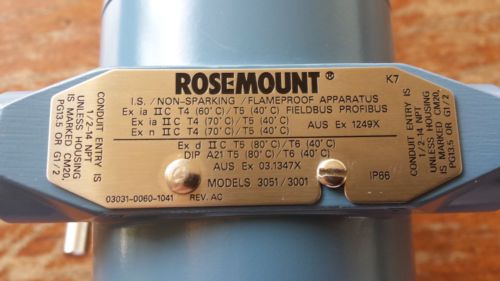 ROSEMOUNT®
K7
I.S. / NON-SPARKING / FLAMEPROOF APPARATUS
Ex ia IIC T4 (60°C) / T5 (40°C) FIELDBUS PROFIBUS
Ex ia IIC T4 (70°C) / T5 (40°C)
Ex n IIC T4 (70°C) / T5 (40°C) AUS Ex 1249X
Ex d IIC T5 (80°C) / T6 (40°C)
DIP A21 T5 (80°C) / T6 (40°C)
AUS Ex 03.1347X
MODELS 3051 / 3001
IP66
03031-0060-1041 REV. AC
CONDUIT ENTRY IS
1/2-14 NPT
UNLESS HOUSING
IS MARKED CM20,
PG13.5 OR G1/2
CONDUIT ENTRY IS
1/2-14 NPT
UNLESS HOUSING
IS MARKED CM20,
PG13.5 OR G1/2